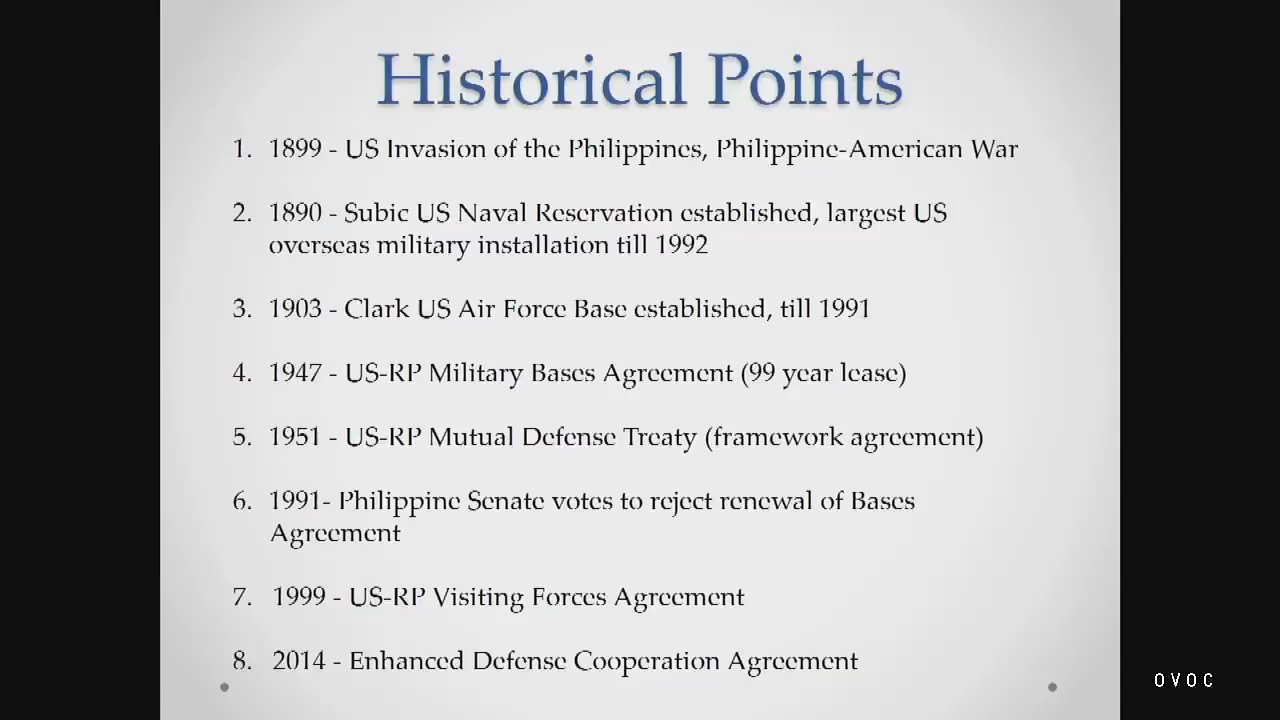 Historical Points
1. 1899 - US Invasion of the Philippines, Philippine-American War
2. 1890 - Subic US Naval Reservation established, largest US
overseas military installation till 1992
3. 1903 - Clark US Air Force Base established, till 1991
4. 1947 - US-RP Military Bases Agreement (99 year lease)
5. 1951 - US-RP Mutual Defense Treaty (framework agreement)
6. 1991- Philippine Senate votes to reject renewal of Bases
Agreement
7. 1999 - US-RP Visiting Forces Agreement
8. 2014 - Enhanced Defense Cooperation Agreement
OVOC